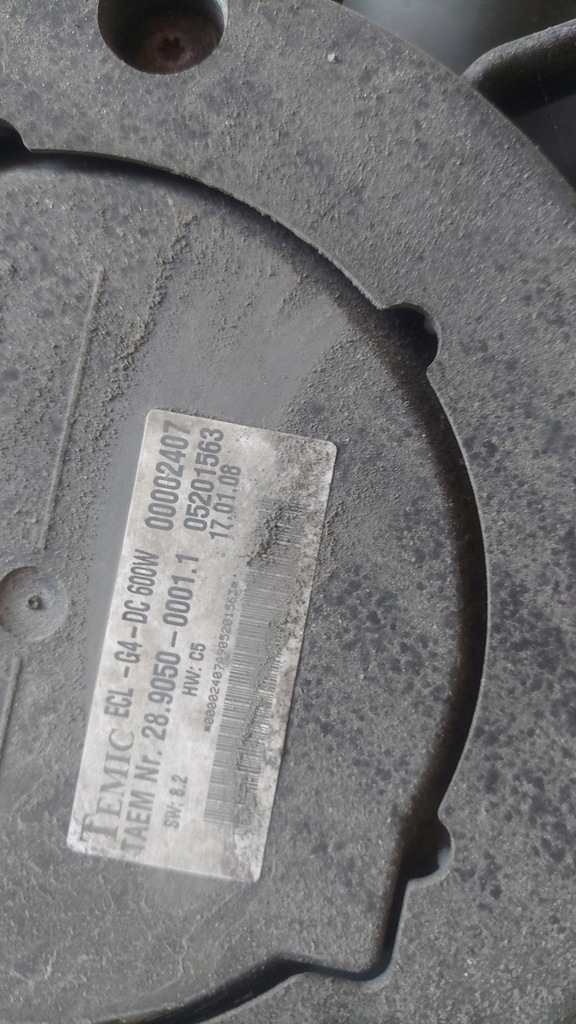 TEMIC ECL - G4 - DC 600W 00002407
TAEM Nr. 28.9050 - 0001.1 05201563
SW: 8.2 HW: C5 17.01.08